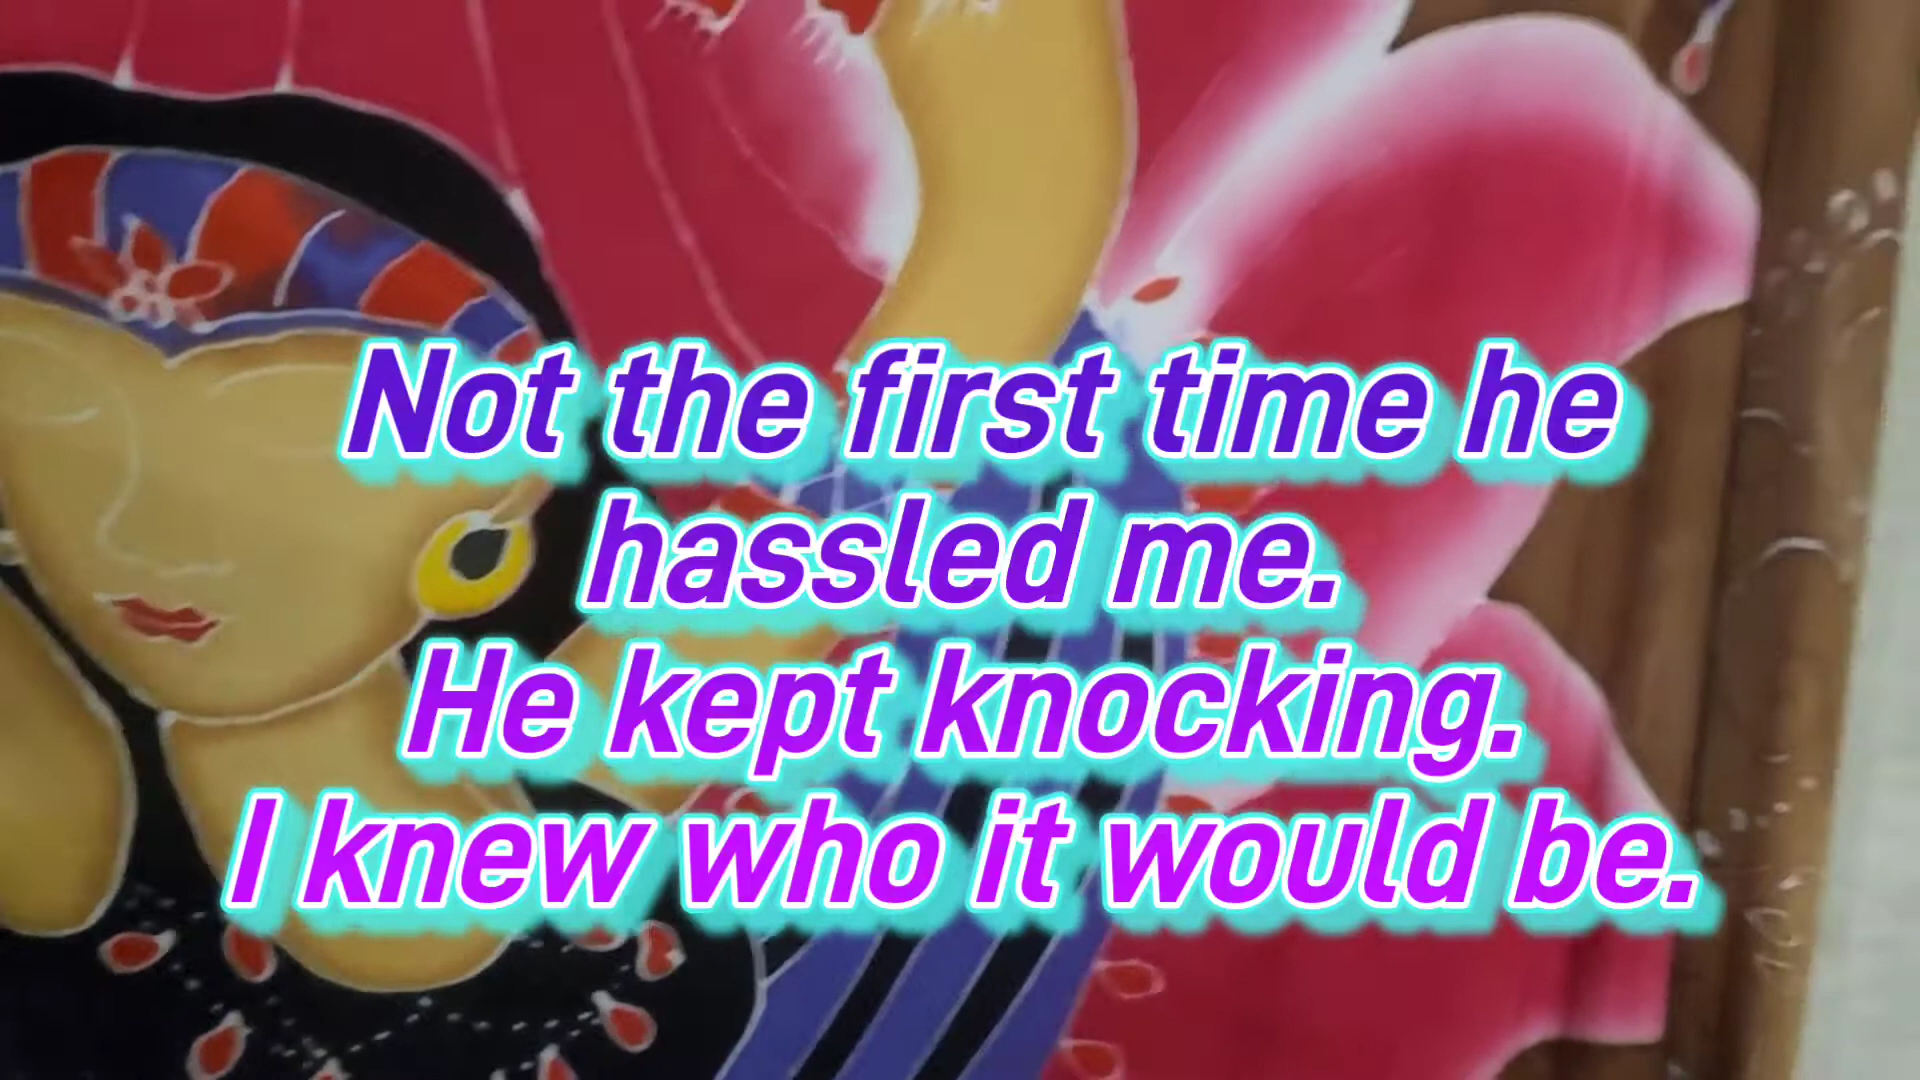 Not the first time he
hassled me.
He kept knocking.
I knew who it would be.